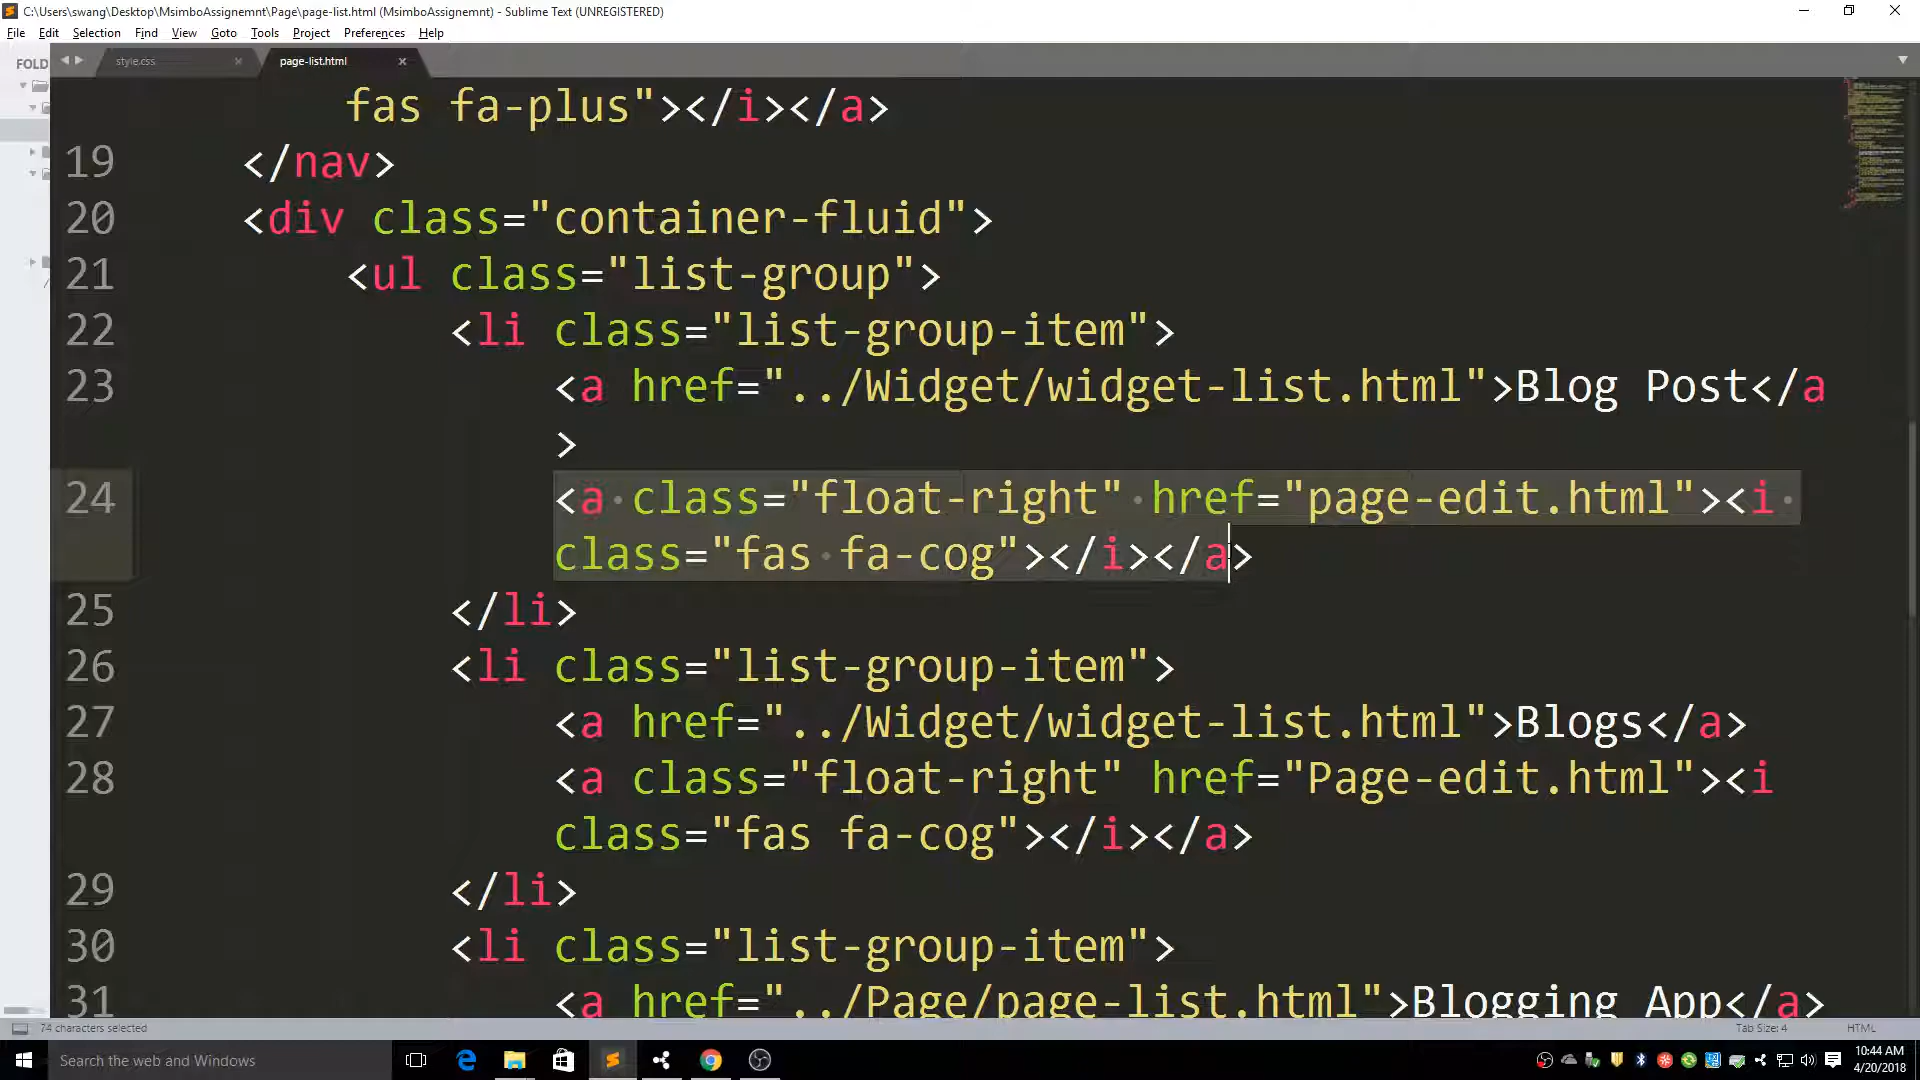 C:\Users\swang\Desktop\MsimboAssignemnt\Page\page-list.html (MsimboAssignemnt) - Sublime Text (UNREGISTERED)
File Edit Selection Find View Goto Tools Project Preferences Help
FOLD style.css page-list.html
fas fa-plus"></i></a>
19 </nav>
20 <div class="container-fluid">
21 <ul class="list-group">
22 <li class="list-group-item">
23 <a href="../Widget/widget-list.html">Blog Post</a
>
24 <a class="float-right" href="page-edit.html"><i
class="fas fa-cog"></i></a>
25 </li>
26 <li class="list-group-item">
27 <a href="../Widget/widget-list.html">Blogs</a>
28 <a class="float-right" href="Page-edit.html"><i
class="fas fa-cog"></i></a>
29 </li>
30 <li class="list-group-item">
31 <a href="../Page/page-list.html">Blogging App</a>
74 characters selected Tab Size: 4 HTML
Search the web and Windows
10:44 AM
4/20/2018